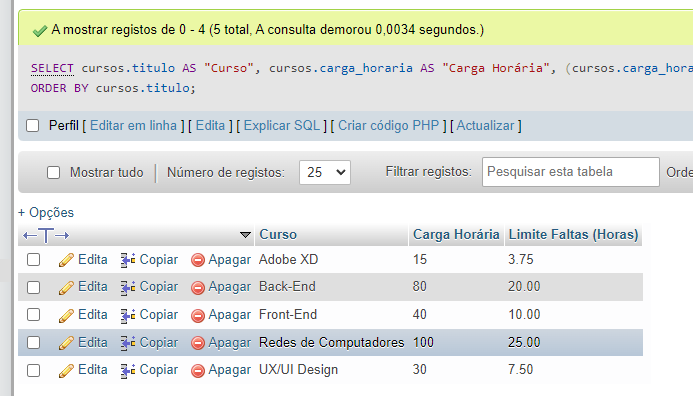 A mostrar registos de 0 - 4 (5 total, A consulta demorou 0,0034 segundos.)
SELECT cursos.titulo AS "Curso", cursos.carga_horaria AS "Carga Horária", (cursos.carga_hora
ORDER BY cursos.titulo;
Perfil [ Editar em linha ] [ Edita ] [ Explicar SQL ] [ Criar código PHP ] [ Actualizar ]
Mostrar tudo Número de registos: 25 Filtrar registos: Pesquisar esta tabela Orde
+ Opções
←T→ Curso Carga Horária Limite Faltas (Horas)
Edita Copiar Apagar Adobe XD 15 3.75
Edita Copiar Apagar Back-End 80 20.00
Edita Copiar Apagar Front-End 40 10.00
Edita Copiar Apagar Redes de Computadores 100 25.00
Edita Copiar Apagar UX/UI Design 30 7.50